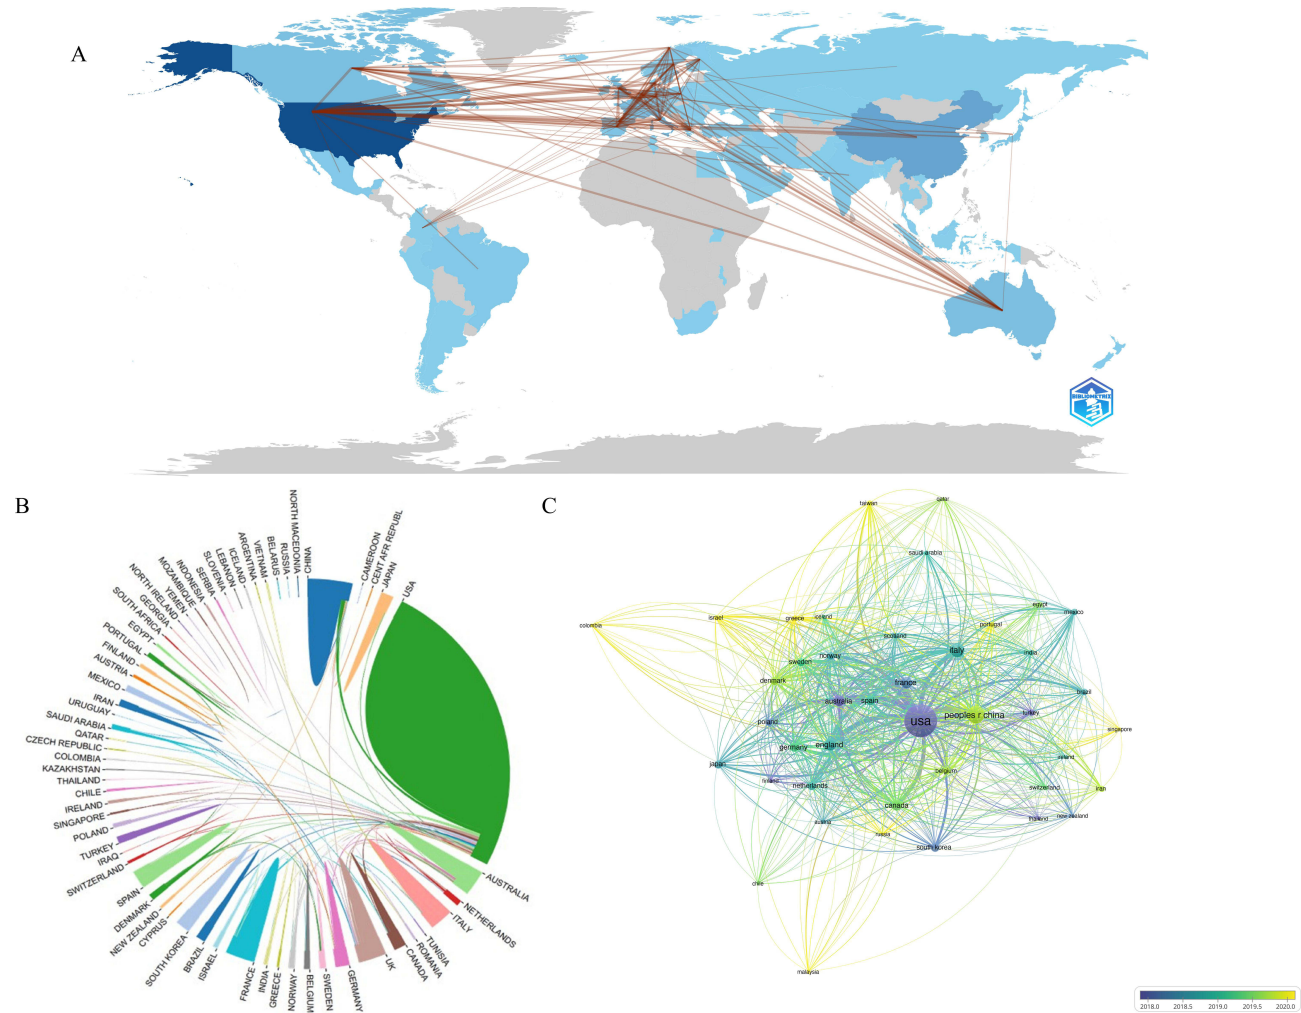 A
BIBLIOMETRIX
B
NORTH MACEDONIA
CHINA
CAMEROON
CENT AFR REPUBL
JAPAN
USA
AUSTRALIA
NETHERLANDS
ITALY
TUNISIA
ROMANIA
CANADA
UK
GERMANY
SWEDEN
BELGIUM
NORWAY
GREECE
INDIA
FRANCE
ISRAEL
BRAZIL
SOUTH KOREA
CYPRUS
NEW ZEALAND
DENMARK
SPAIN
SWITZERLAND
IRAQ
TURKEY
POLAND
SINGAPORE
IRELAND
CHILE
THAILAND
KAZAKHSTAN
COLOMBIA
CZECH REPUBLIC
QATAR
SAUDI ARABIA
URUGUAY
IRAN
MEXICO
AUSTRIA
FINLAND
PORTUGAL
EGYPT
SOUTH AFRICA
GEORGIA
NORTH IRELAND
YEMEN
MOZAMBIQUE
INDONESIA
SERBIA
SLOVENIA
LEBANON
ICELAND
ARGENTINA
VIETNAM
BELARUS
RUSSIA
C
taiwan
qatar
saudi arabia
egypt
mexico
colombia
israel
greece
iceland
portugal
scotland
norway
italy
india
sweden
denmark
france
brazil
australia
spain
poland
usa
peoples r china
turkey
singapore
germany
england
japan
ireland
belgium
finland
netherlands
switzerland
iran
canada
austria
russia
thailand
new zealand
south korea
chile
malaysia
2018.0 2018.5 2019.0 2019.5 2020.0